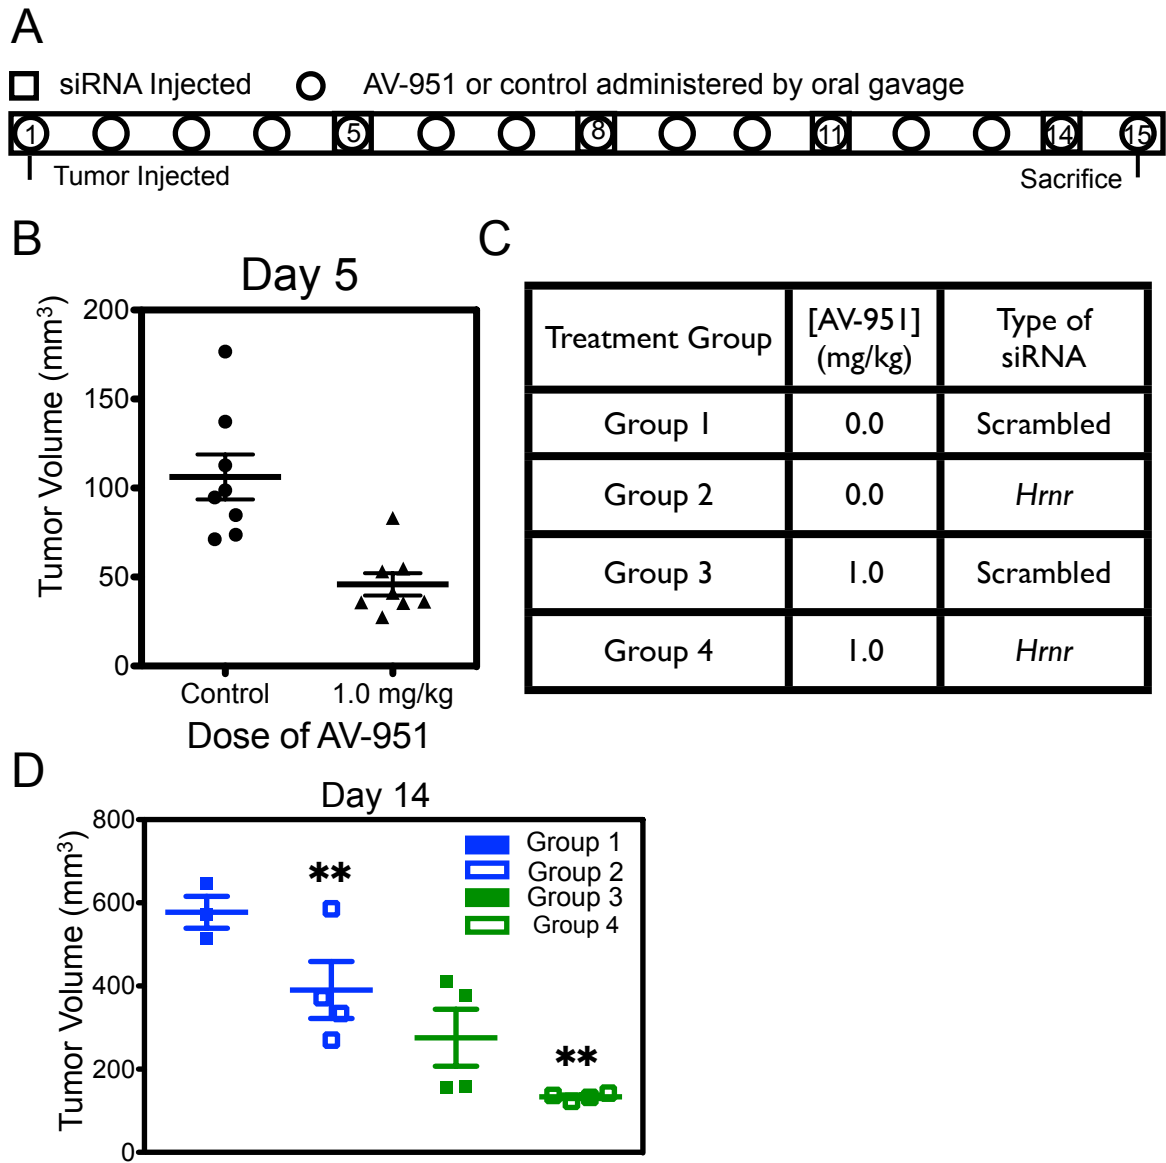 A
siRNA Injected
AV-951 or control administered by oral gavage
1 5 8 11 14 15
Tumor Injected
Sacrifice
B
Day 5
Tumor Volume (mm³)
200
150
100
50
0
Control 1.0 mg/kg
Dose of AV-951
C
Treatment Group
[AV-951]
(mg/kg)
Type of
siRNA
Group 1 0.0 Scrambled
Group 2 0.0 Hrnr
Group 3 1.0 Scrambled
Group 4 1.0 Hrnr
D
Day 14
Tumor Volume (mm³)
800
600
400
200
0
**
**
Group 1
Group 2
Group 3
Group 4